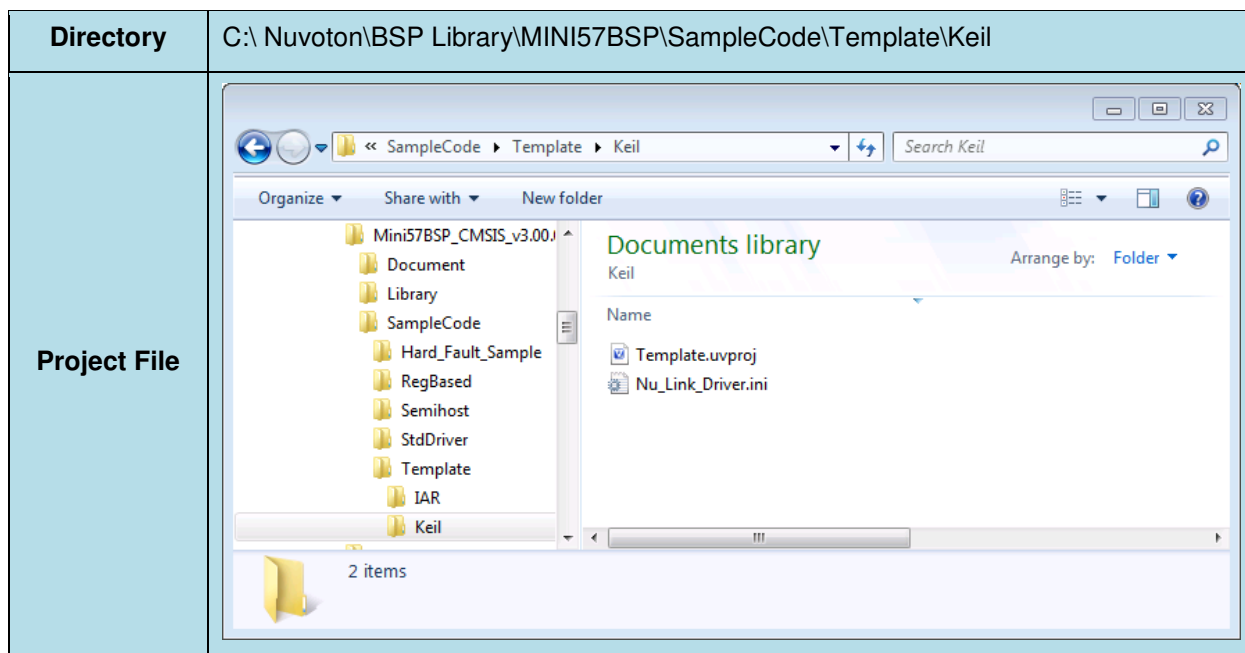 Directory
C:\ Nuvoton\BSP Library\MINI57BSP\SampleCode\Template\Keil
Project File
« SampleCode Template Keil
Search Keil
Organize Share with New folder
Mini57BSP_CMSIS_v3.00.
Document
Library
SampleCode
Hard_Fault_Sample
RegBased
Semihost
StdDriver
Template
IAR
Keil
Documents library
Keil
Arrange by: Folder
Name
Template.uvproj
Nu_Link_Driver.ini
2 items